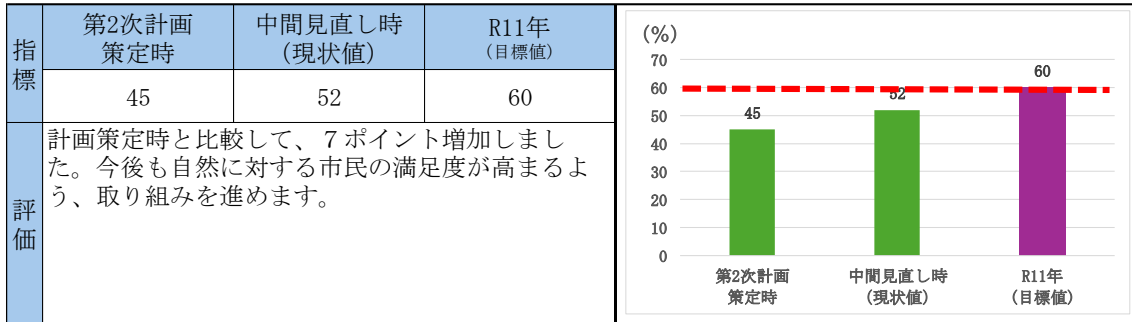 指標
第2次計画
策定時
中間見直し時
(現状値)
R11年
(目標値)
45
52
60
評価
計画策定時と比較して、７ポイント増加しまし
た。今後も自然に対する市民の満足度が高まるよ
う、取り組みを進めます。
(%)
70
60
50
40
30
20
10
0
45
52
60
第2次計画
策定時
中間見直し時
(現状値)
R11年
(目標値)